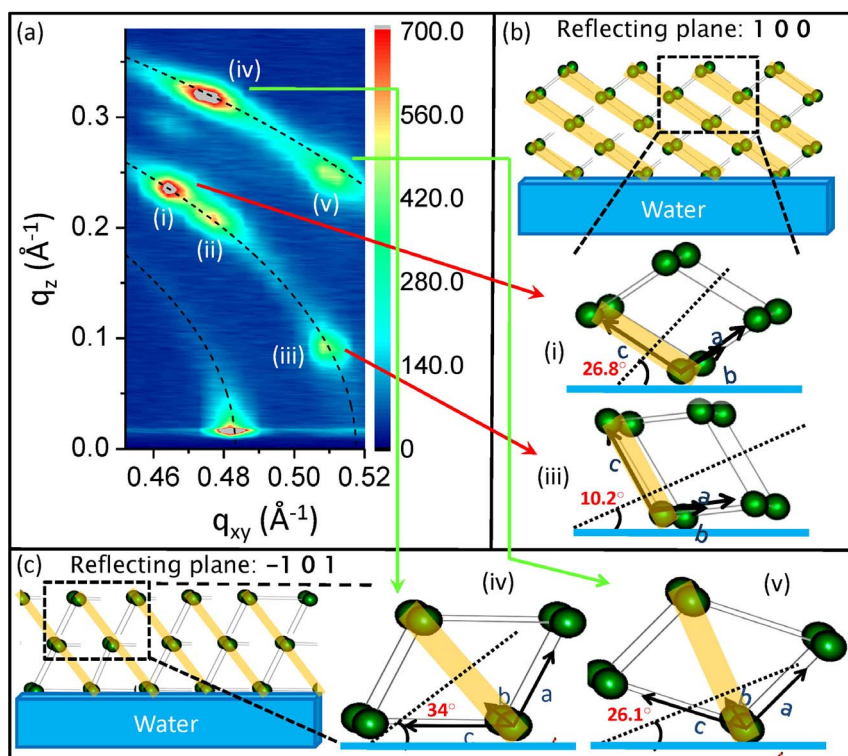 (a)
700.0
560.0
420.0
280.0
140.0
0
(iv)
(v)
(i)
(ii)
(iii)
0.3
0.2
0.1
0.0
qz (Å-1)
0.46
0.48
0.50
0.52
qxy (Å-1)
(b)
Reflecting plane: 1 0 0
Water
(i)
c
a
b
26.8°
(iii)
c
a
b
10.2°
(c)
Reflecting plane: -1 0 1
Water
(iv)
b
a
c
34°
(v)
b
a
c
26.1°